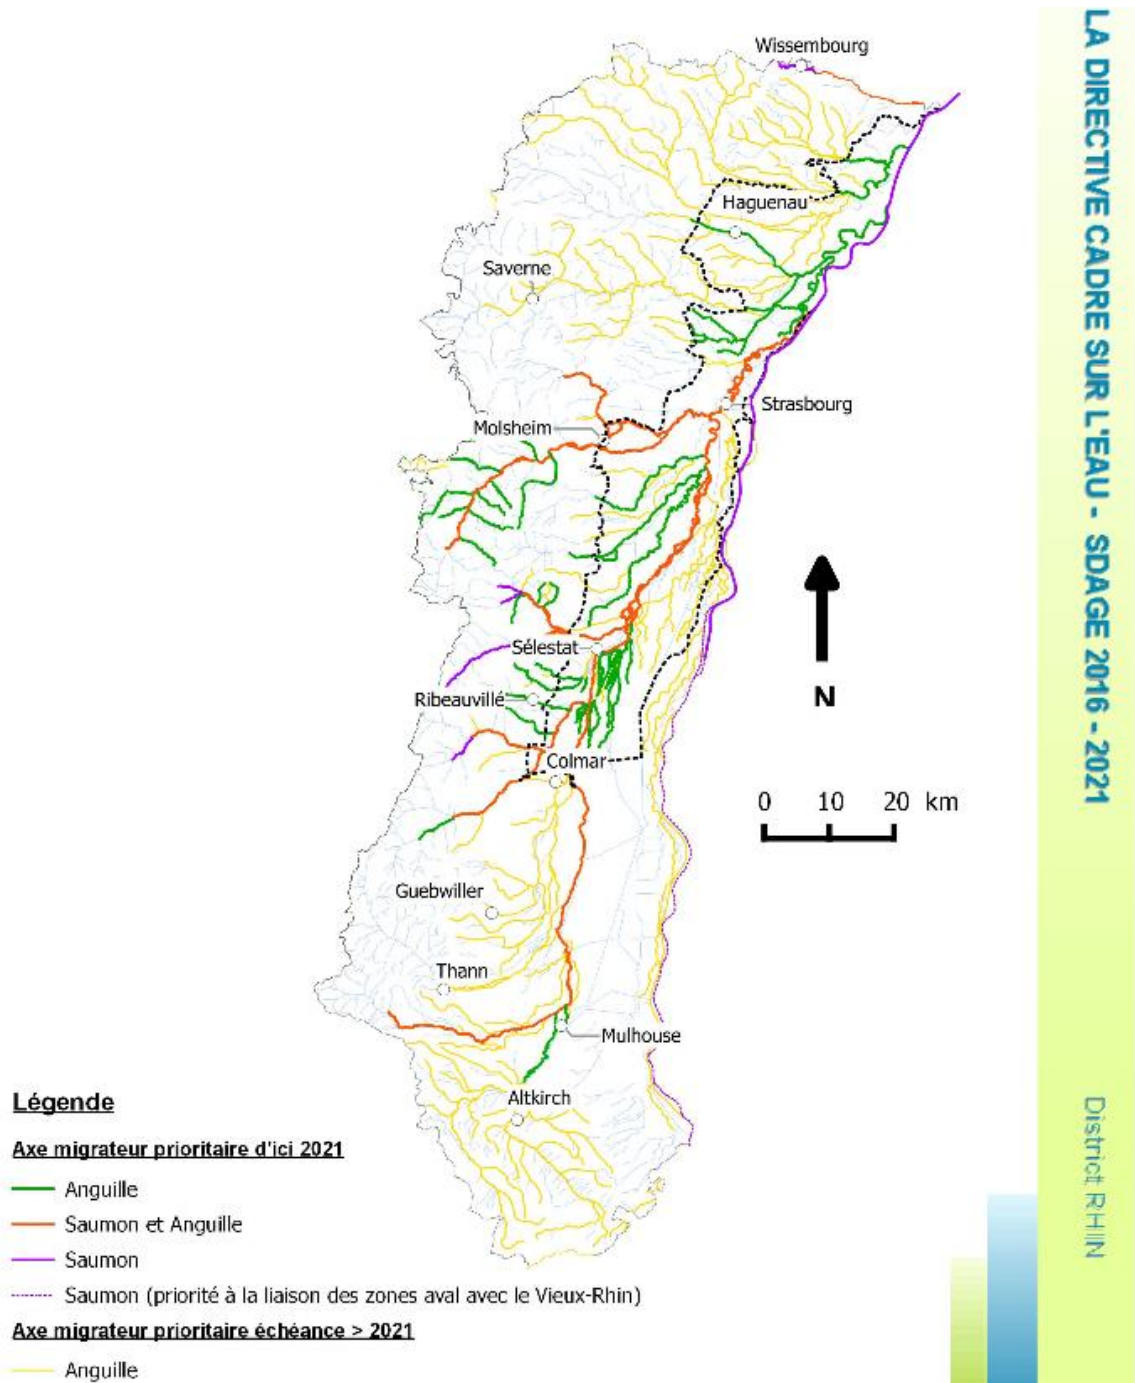 Wissembourg
Haguenau
Saverne
Strasbourg
Molsheim
Sélestat
Ribeauvillé
N
Colmar
0 10 20 km
Guebwiller
Thann
Mulhouse
Altkirch
Légende
Axe migrateur prioritaire d'ici 2021
Anguille
Saumon et Anguille
Saumon
Saumon (priorité à la liaison des zones aval avec le Vieux-Rhin)
Axe migrateur prioritaire échéance > 2021
Anguille
LA DIRECTIVE CADRE SUR L'EAU - SDAGE 2016 - 2021
District RHIN